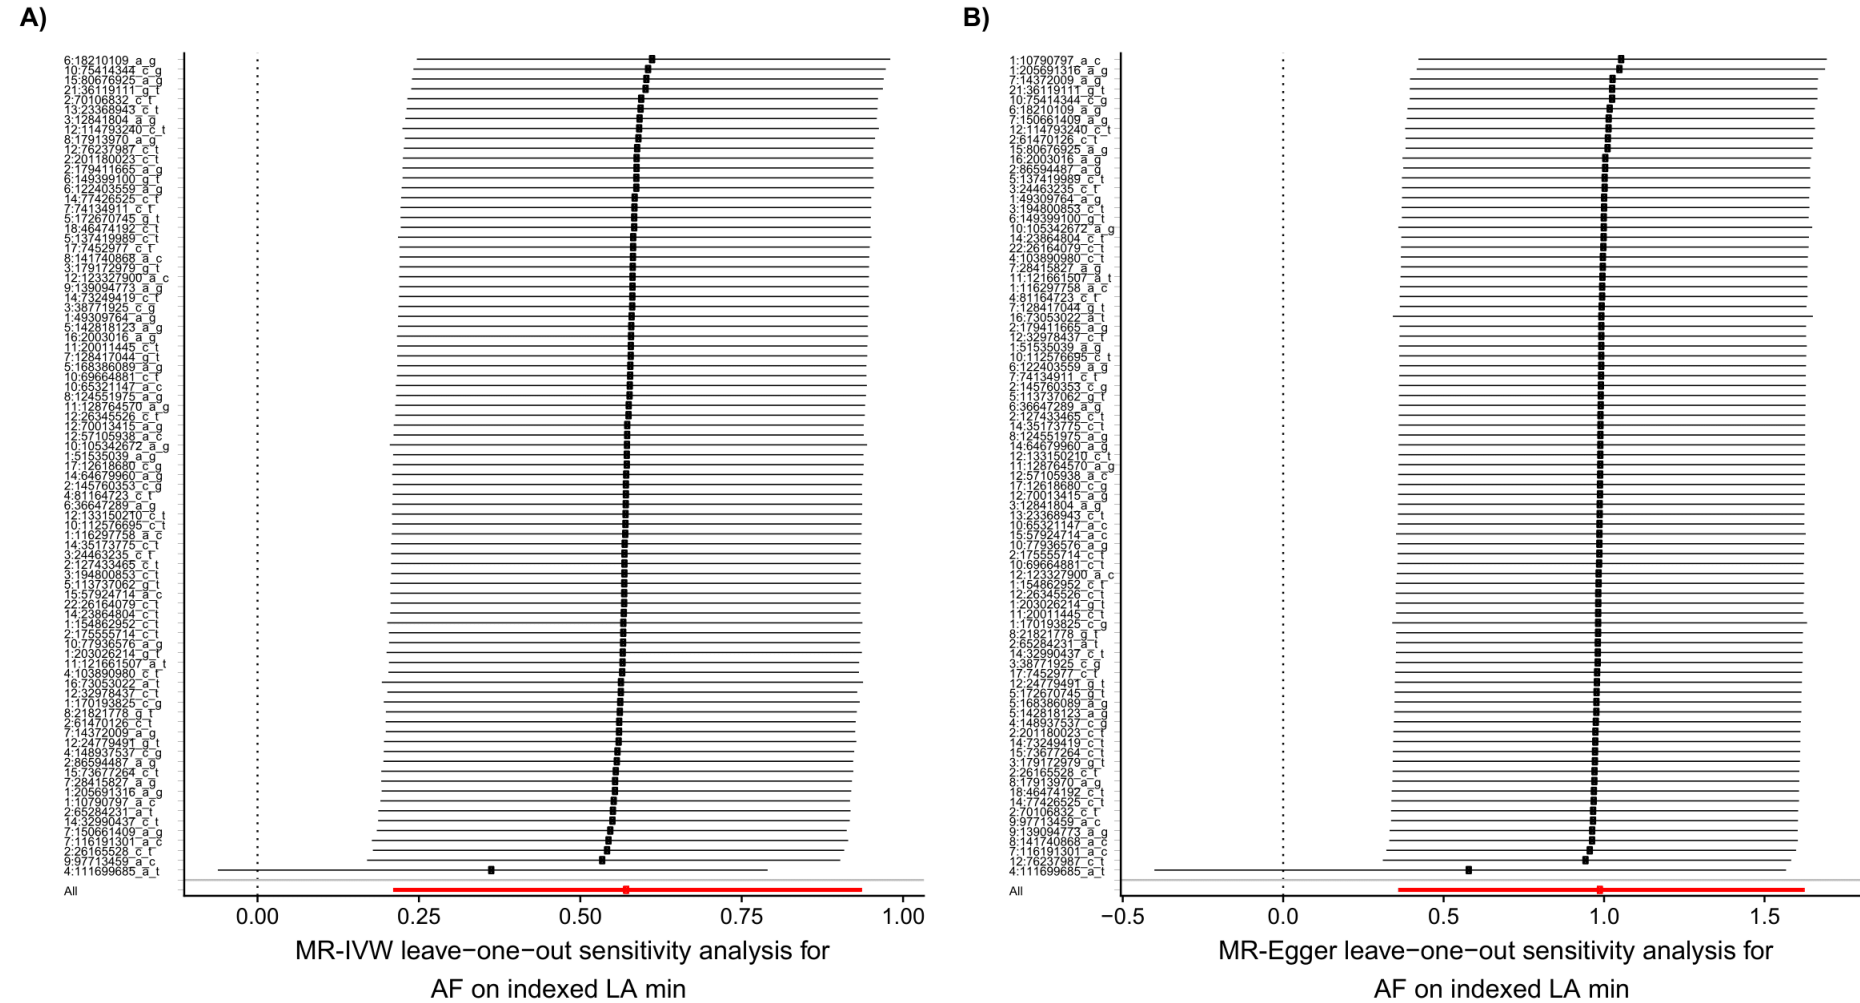 A)
6:18210109_a_g
10:75414344_c_g
15:80676925_a_g
21:36119111_g_t
2:70106832_c_t
13:23368943_c_t
3:12841804_a_g
12:114793240_c_t
8:17913970_a_g
12:76237987_c_t
2:201180023_c_t
2:179411665_a_g
6:149399100_g_t
6:122403559_a_g
14:77426525_c_t
7:74134911_c_t
5:172670745_g_t
18:46474192_c_t
5:137419989_c_t
17:7452977_c_t
8:141740868_a_c
3:179172979_g_t
12:123327900_a_c
9:139094773_a_g
14:73249419_c_t
3:38771925_c_g
1:49309764_a_g
5:142818123_a_g
16:2003016_a_g
11:20011445_c_t
7:128417044_g_t
5:168386089_a_g
10:69664881_c_t
10:65321147_a_c
8:124551975_a_g
11:128764570_a_g
12:26345526_c_t
12:70013415_a_g
12:57105938_a_c
10:105342672_a_g
1:51535039_a_g
17:12618680_c_g
14:64679960_a_g
2:145760353_c_g
4:81164723_c_t
6:36647289_a_g
12:133150210_c_t
10:112576695_c_t
1:116297758_a_c
14:35173775_c_t
3:24463235_c_t
2:127433465_c_t
3:194800853_c_t
5:113737062_g_t
15:57924714_a_c
22:26164079_c_t
14:23864804_c_t
1:154862952_c_t
2:175555714_c_t
10:77936576_a_g
1:203026214_g_t
11:121661507_a_t
4:103890980_c_t
16:73053022_a_t
12:32978437_c_t
1:170193825_c_g
8:21821778_g_t
2:61470126_c_t
7:14372009_a_g
12:24779491_g_t
4:148937537_c_g
2:86594487_a_g
15:73677264_c_t
7:28415827_a_g
1:205691316_a_g
1:10790797_a_c
2:65284231_a_t
14:32990437_c_t
7:150661409_a_g
7:116191301_a_c
2:26165528_c_t
9:97713459_a_c
4:111699685_a_t
All
0.00 0.25 0.50 0.75 1.00
MR-IVW leave−one−out sensitivity analysis for
AF on indexed LA min
B)
1:10790797_a_c
1:205691316_a_g
7:14372009_a_g
21:36119111_g_t
10:75414344_c_g
6:18210109_a_g
7:150661409_a_g
12:114793240_c_t
2:61470126_c_t
15:80676925_a_g
16:2003016_a_g
2:86594487_a_g
5:137419989_c_t
3:24463235_c_t
1:49309764_a_g
3:194800853_c_t
6:149399100_g_t
10:105342672_a_g
14:23864804_c_t
22:26164079_c_t
4:103890980_c_t
7:28415827_a_g
11:121661507_a_t
1:116297758_a_c
4:81164723_c_t
7:128417044_g_t
16:73053022_a_t
2:179411665_a_g
12:32978437_c_t
1:51535039_a_g
10:112576695_c_t
6:122403559_a_g
7:74134911_c_t
2:145760353_c_g
5:113737062_g_t
6:36647289_a_g
2:127433465_c_t
14:35173775_c_t
8:124551975_a_g
14:64679960_a_g
12:133150210_c_t
11:128764570_a_g
12:57105938_a_c
17:12618680_c_g
12:70013415_a_g
3:12841804_a_g
13:23368943_c_t
10:65321147_a_c
15:57924714_a_c
10:77936576_a_g
2:175555714_c_t
10:69664881_c_t
12:123327900_a_c
1:154862952_c_t
12:26345526_c_t
1:203026214_g_t
11:20011445_c_t
1:170193825_c_g
8:21821778_g_t
2:65284231_a_t
14:32990437_c_t
3:38771925_c_g
17:7452977_c_t
12:24779491_g_t
5:172670745_g_t
5:168386089_a_g
5:142818123_a_g
4:148937537_c_g
2:201180023_c_t
14:73249419_c_t
15:73677264_c_t
3:179172979_g_t
2:26165528_c_t
8:17913970_a_g
18:46474192_c_t
14:77426525_c_t
2:70106832_c_t
9:97713459_a_c
9:139094773_a_g
8:141740868_a_c
7:116191301_a_c
12:76237987_c_t
4:111699685_a_t
All
−0.5 0.0 0.5 1.0 1.5
MR-Egger leave−one−out sensitivity analysis for
AF on indexed LA min